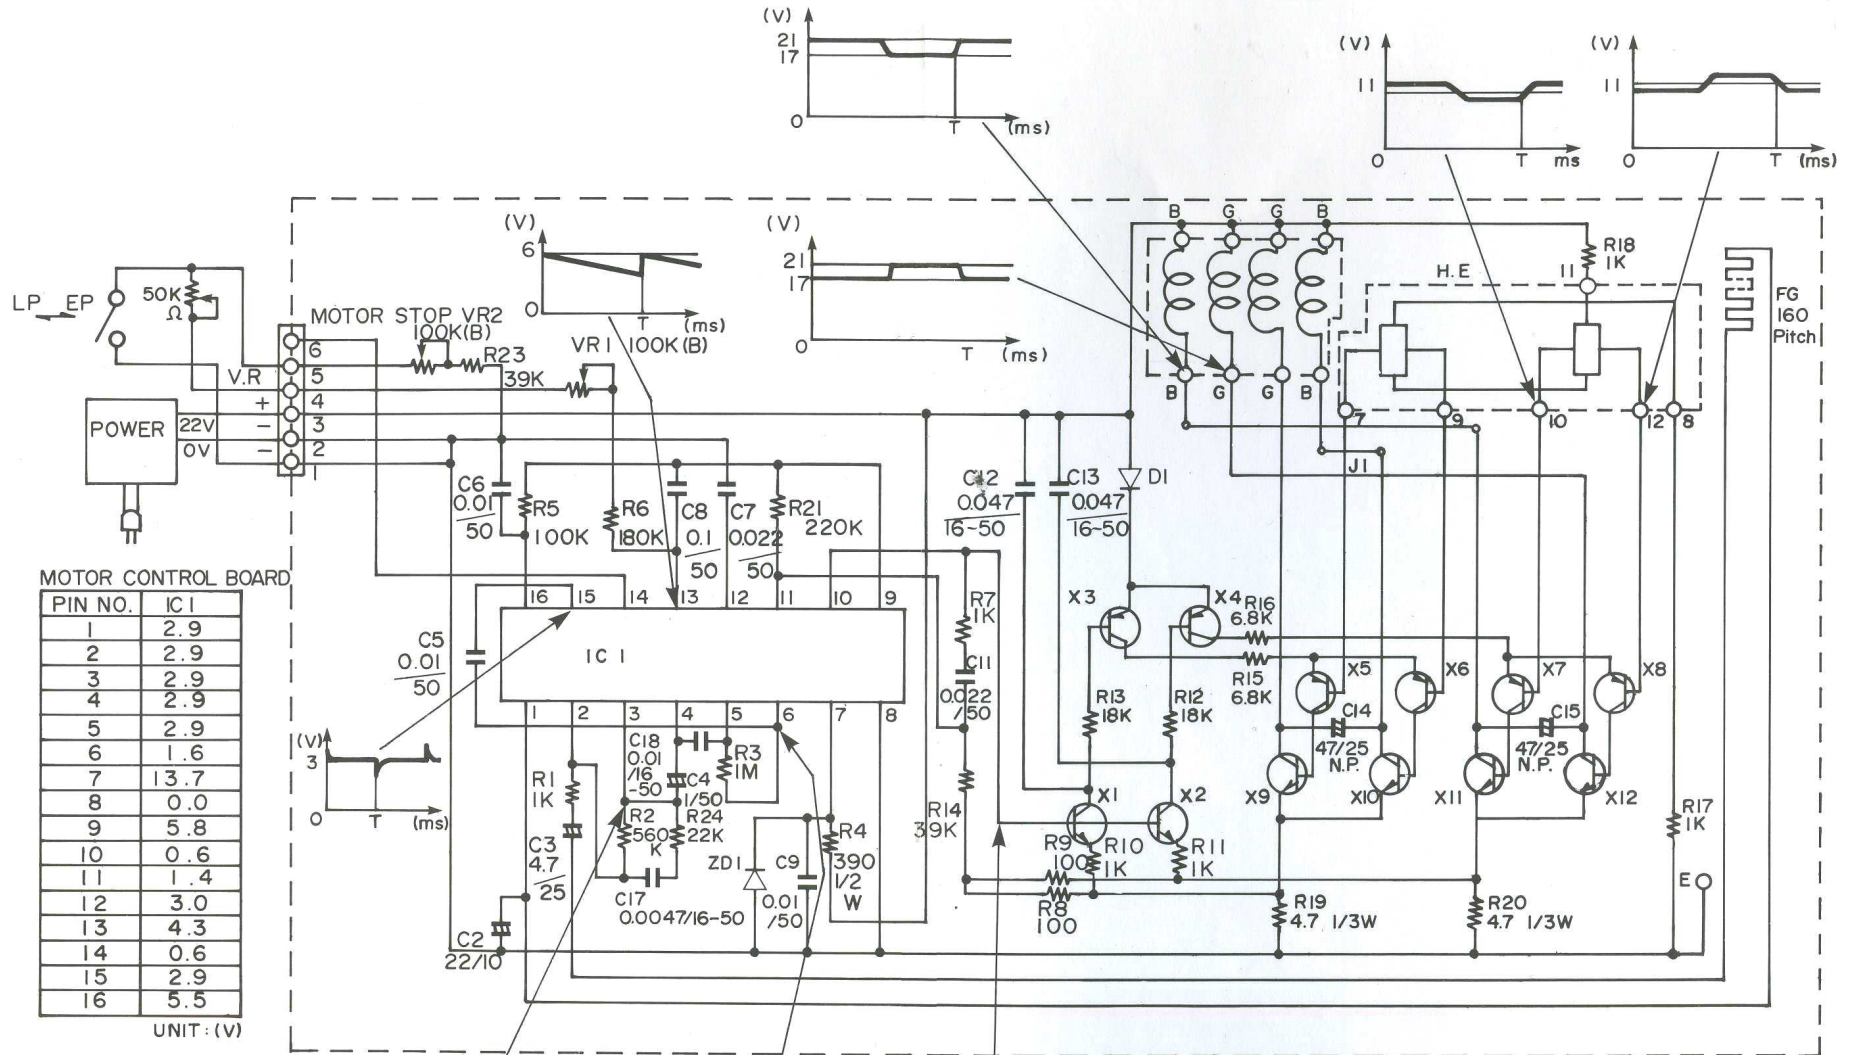 (V)
21
17
0
T
(ms)
(V)
11
0
T
ms
(V)
11
0
T
(ms)
(V)
6
0
T
(ms)
(V)
21
17
0
T
(ms)
B
G
G
B
R18
1K
H.E
11
FG
160
Pitch
LP
EP
50K
Ω
MOTOR STOP
VR2
100K(B)
R23
39K
VR1
100K(B)
6
5
4
3
2
1
V.R
+
-
-
POWER
22V
0V
B
G
G
B
7
9
10
12
8
J1
C6
0.01
/50
R5
100K
R6
180K
C8
0.1
/50
C7
0.022
/50
R21
220K
C12
0.047
/16~50
C13
0.047
/16~50
D1
MOTOR CONTROL BOARD
PIN NO. IC1
1 2.9
2 2.9
3 2.9
4 2.9
5 2.9
6 1.6
7 13.7
8 0.0
9 5.8
10 0.6
11 1.4
12 3.0
13 4.3
14 0.6
15 2.9
16 5.5
UNIT:(V)
16
15
14
13
12
11
10
9
IC1
1
2
3
4
5
6
7
8
C5
0.01
/50
R7
1K
C11
0.022
/50
X3
X4
R16
6.8K
R15
6.8K
X5
X6
X7
X8
R13
18K
R12
18K
C14
47/25
N.P.
C15
47/25
N.P.
(V)
3
0
T
(ms)
R1
1K
C3
4.7
/25
C18
0.01
/16
-50
C4
1/50
R3
1M
R2
560
K
R24
22K
C17
0.0047/16-50
ZD1
C9
0.01
/50
R4
390
1/2
W
R14
39K
X1
X2
X9
X10
X11
X12
R9
100
R10
1K
R11
1K
R8
100
R19
4.7 1/3W
R20
4.7 1/3W
R17
1K
E
C2
22/10